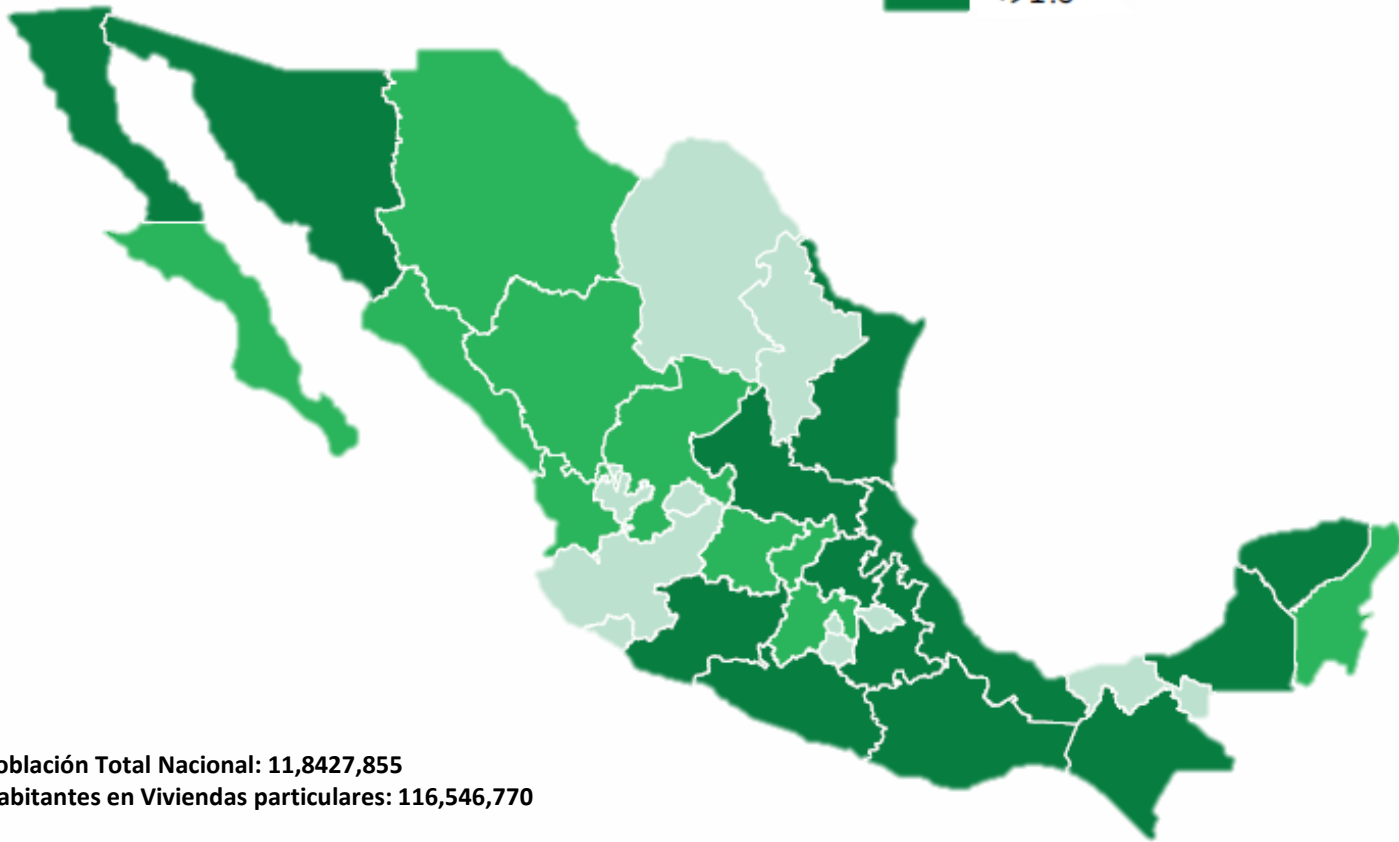 oblación Total Nacional: 11,8427,855
abitantes en Viviendas particulares: 116,546,770